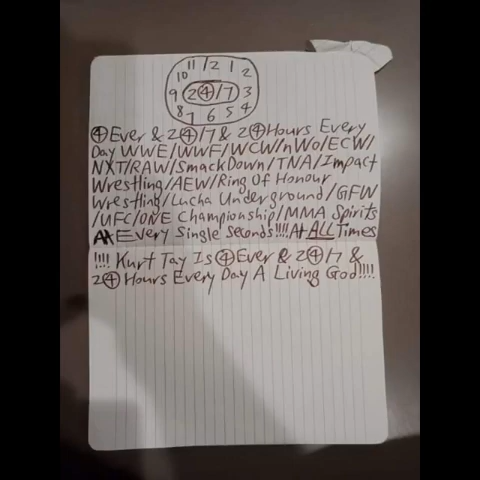 11 12 1
10 2
9 24/7 3
8 7 6 5 4
4Ever & 24/7 & 24Hours Every
Day WWE/WWF/WCW/nWo/ECW/
NXT/RAW/SmackDown/TNA/Impact
Wrestling/AEW/Ring Of Honour
Wrestling/Lucha Underground/GFW
/UFC/ONE Championship/MMA Spirits
At Every Single Seconds!!!!At ALL Times
!!!! Kurt Tay Is 4Ever & 24/7 &
24Hours Every Day A Living God!!!!